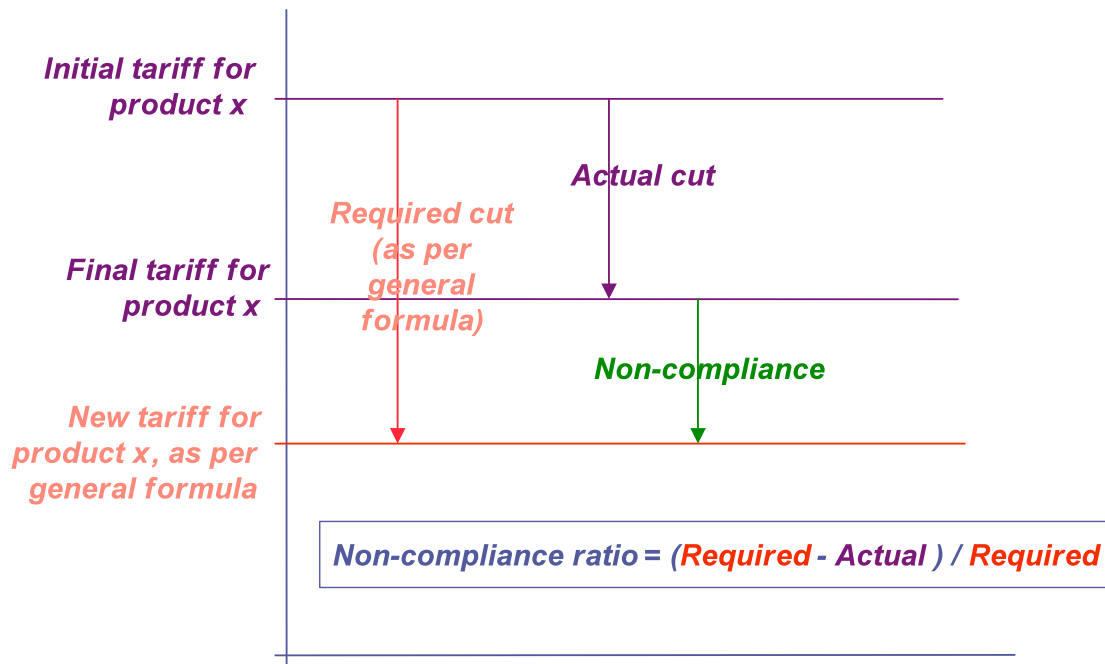 Initial tariff for
product x
Actual cut
Required cut
(as per
general
formula)
Final tariff for
product x
Non-compliance
New tariff for
product x, as per
general formula
Non-compliance ratio = (Required - Actual ) / Required